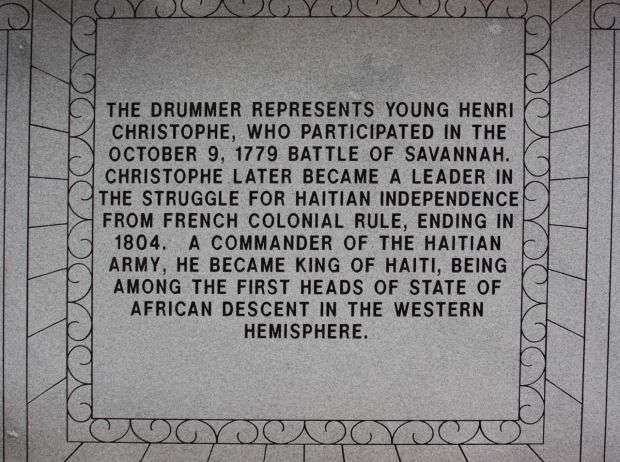 THE DRUMMER REPRESENTS YOUNG HENRI
CHRISTOPHE, WHO PARTICIPATED IN THE
OCTOBER 9, 1779 BATTLE OF SAVANNAH.
CHRISTOPHE LATER BECAME A LEADER IN
THE STRUGGLE FOR HAITIAN INDEPENDENCE
FROM FRENCH COLONIAL RULE, ENDING IN
1804. A COMMANDER OF THE HAITIAN
ARMY, HE BECAME KING OF HAITI, BEING
AMONG THE FIRST HEADS OF STATE OF
AFRICAN DESCENT IN THE WESTERN
HEMISPHERE.